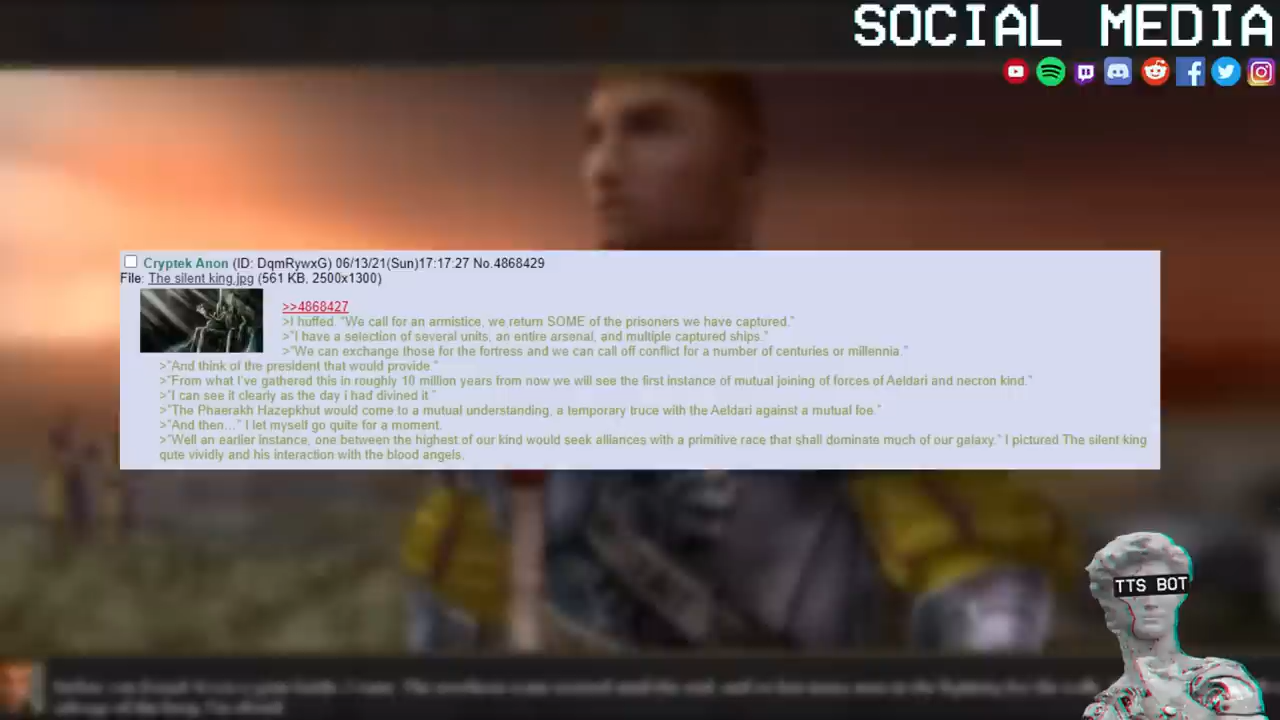 SOCIAL MEDIA
Cryptek Anon (ID: DqmRywxG) 06/13/21(Sun)17:17:27 No.4868429
File: The silent king.jpg (561 KB, 2500x1300)
>>4868427
>I huffed. “We call for an armistice, we return SOME of the prisoners we have captured.”
>“I have a selection of several units, an entire arsenal, and multiple captured ships.”
>“We can exchange those for the fortress and we can call off conflict for a number of centuries or millennia.”
>“And think of the president that would provide.”
>“From what I've gathered this in roughly 10 million years from now we will see the first instance of mutual joining of forces of Aeldari and necron kind.”
>“I can see it clearly as the day i had divined it ”
>“The Phaerakh Hazepkhut would come to a mutual understanding, a temporary truce with the Aeldari against a mutual foe.”
>“And then…” I let myself go quite for a moment.
>“Well an earlier instance, one between the highest of our kind would seek alliances with a primitive race that shall dominate much of our galaxy.” I pictured The silent king
qute vividly and his interaction with the blood angels.
TTS BOT